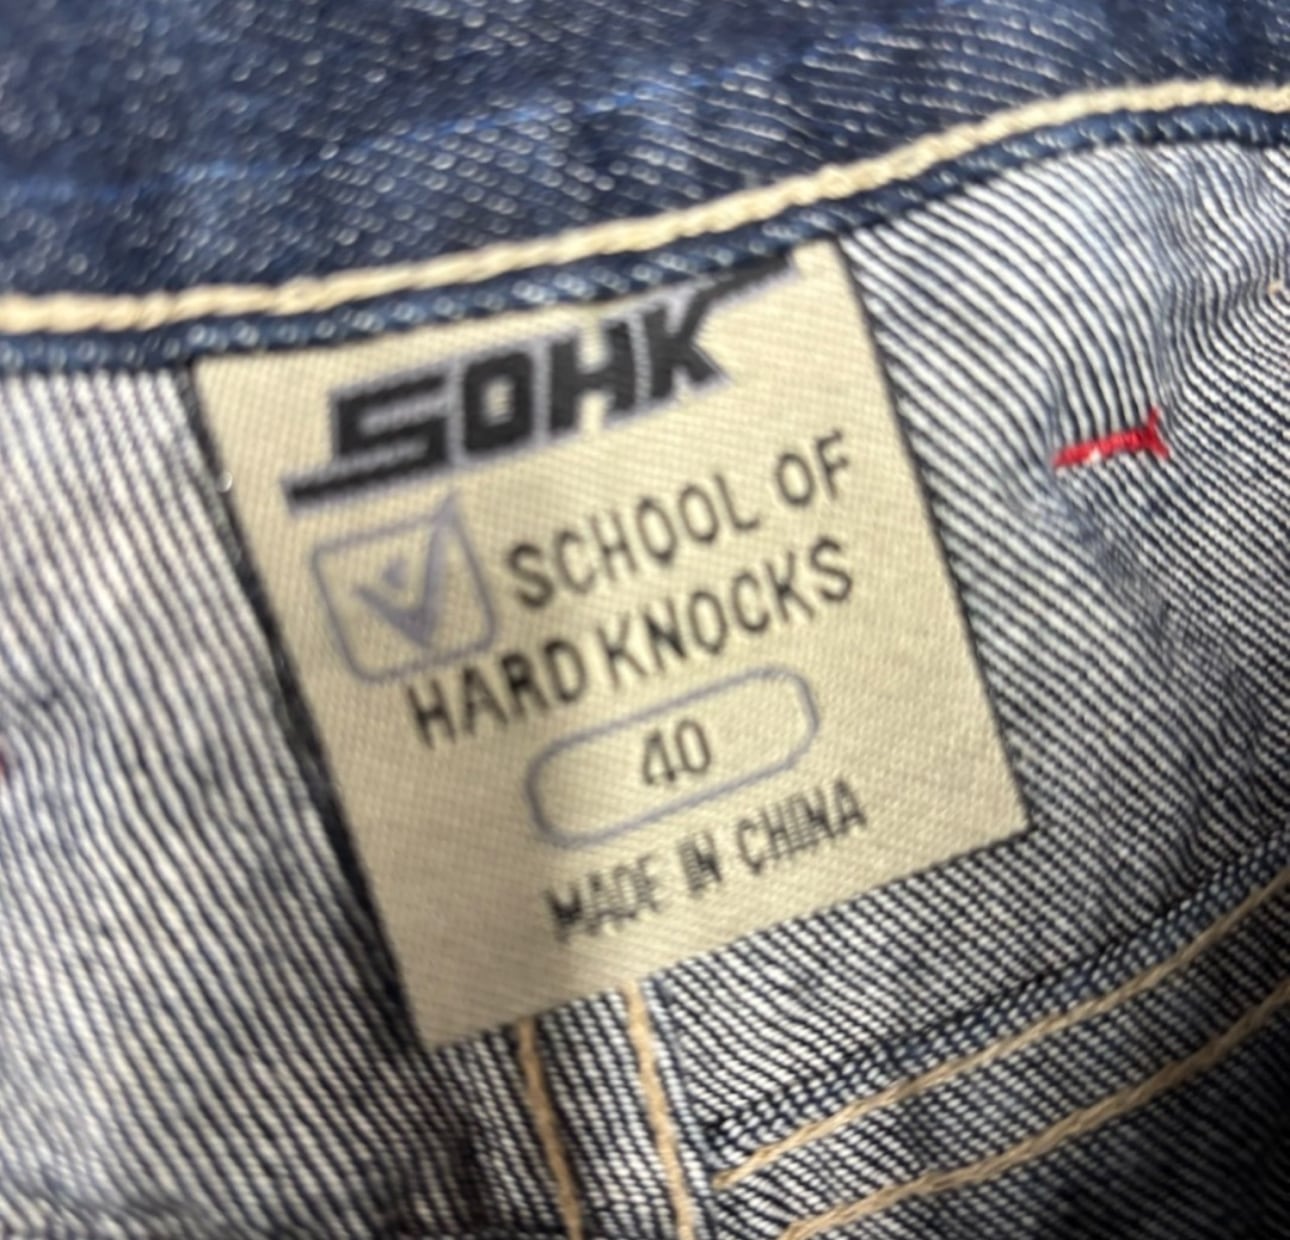 SOHK
SCHOOL OF
HARD KNOCKS
40
MADE IN CHINA